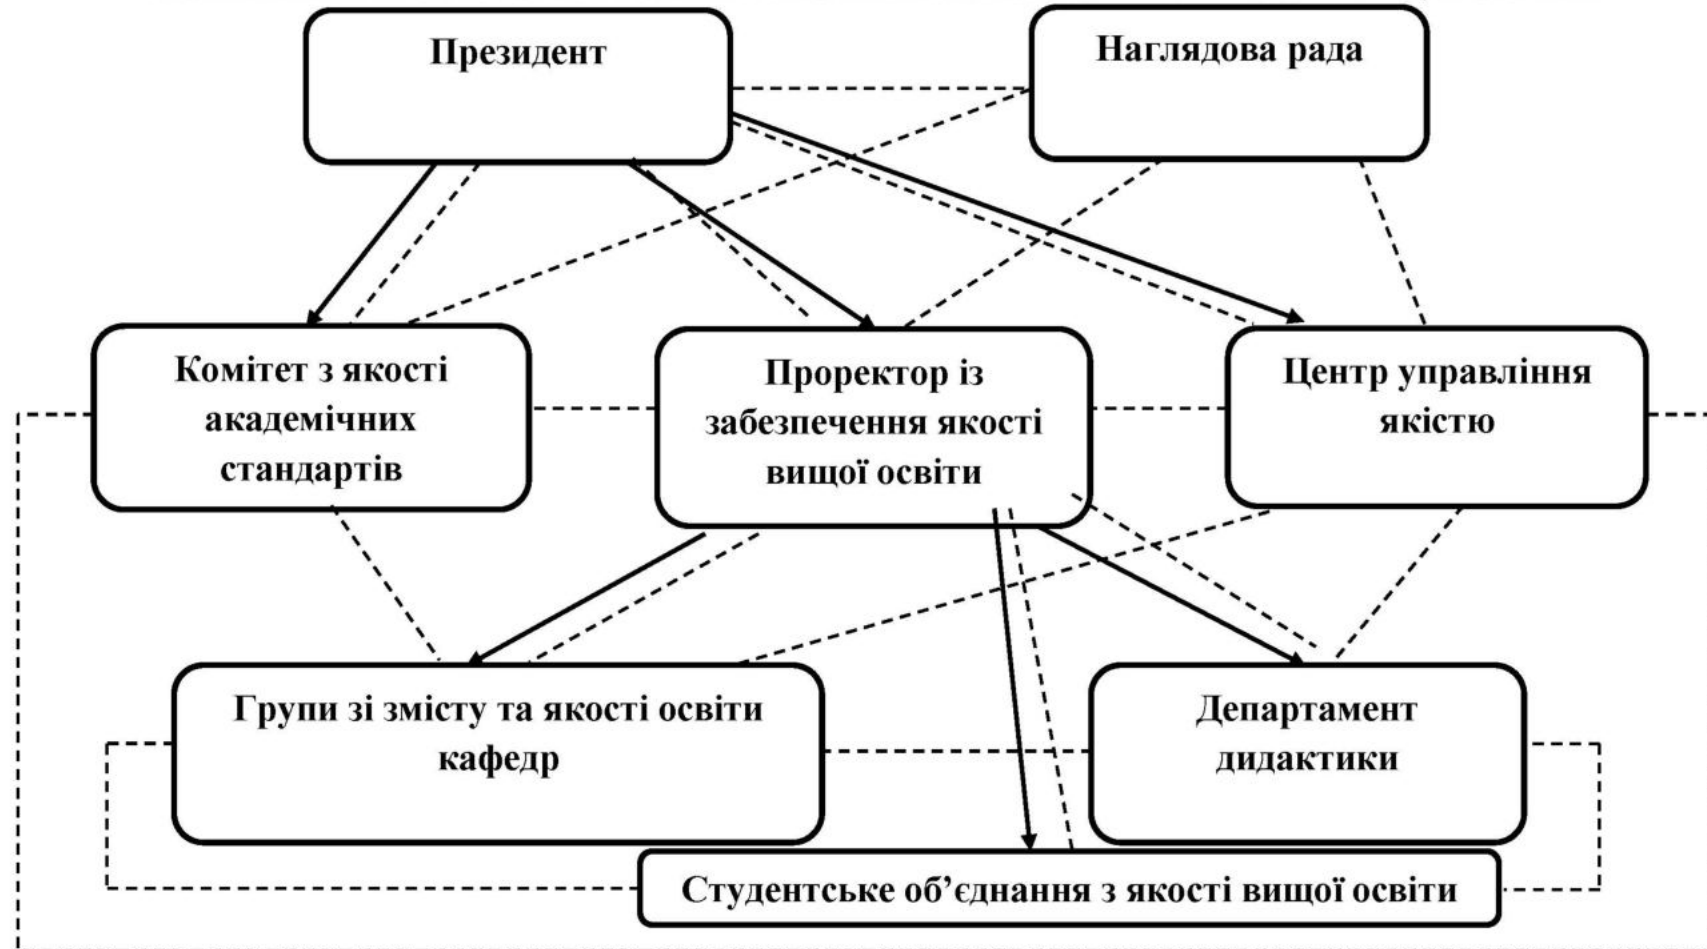 Президент
Наглядова рада
Комітет з якості
академічних
стандартів
Проректор із
забезпечення якості
вищої освіти
Центр управління
якістю
Групи зі змісту та якості освіти
кафедр
Департамент
дидактики
Студентське об’єднання з якості вищої освіти